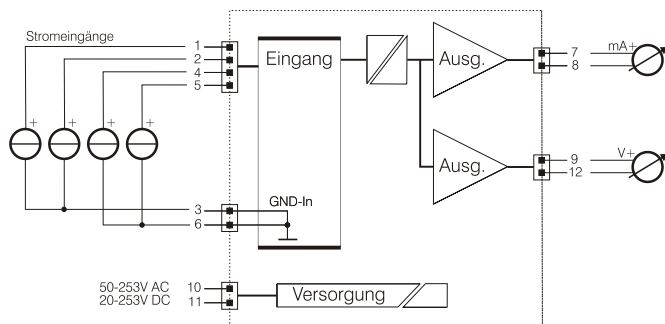 Stromeingänge
1
2
4
5
+ + + +
Eingang
Ausg.
7 mA+
8
Ausg.
9 V+
12
GND-In
3
6
50-253V AC 10
20-253V DC 11
Versorgung